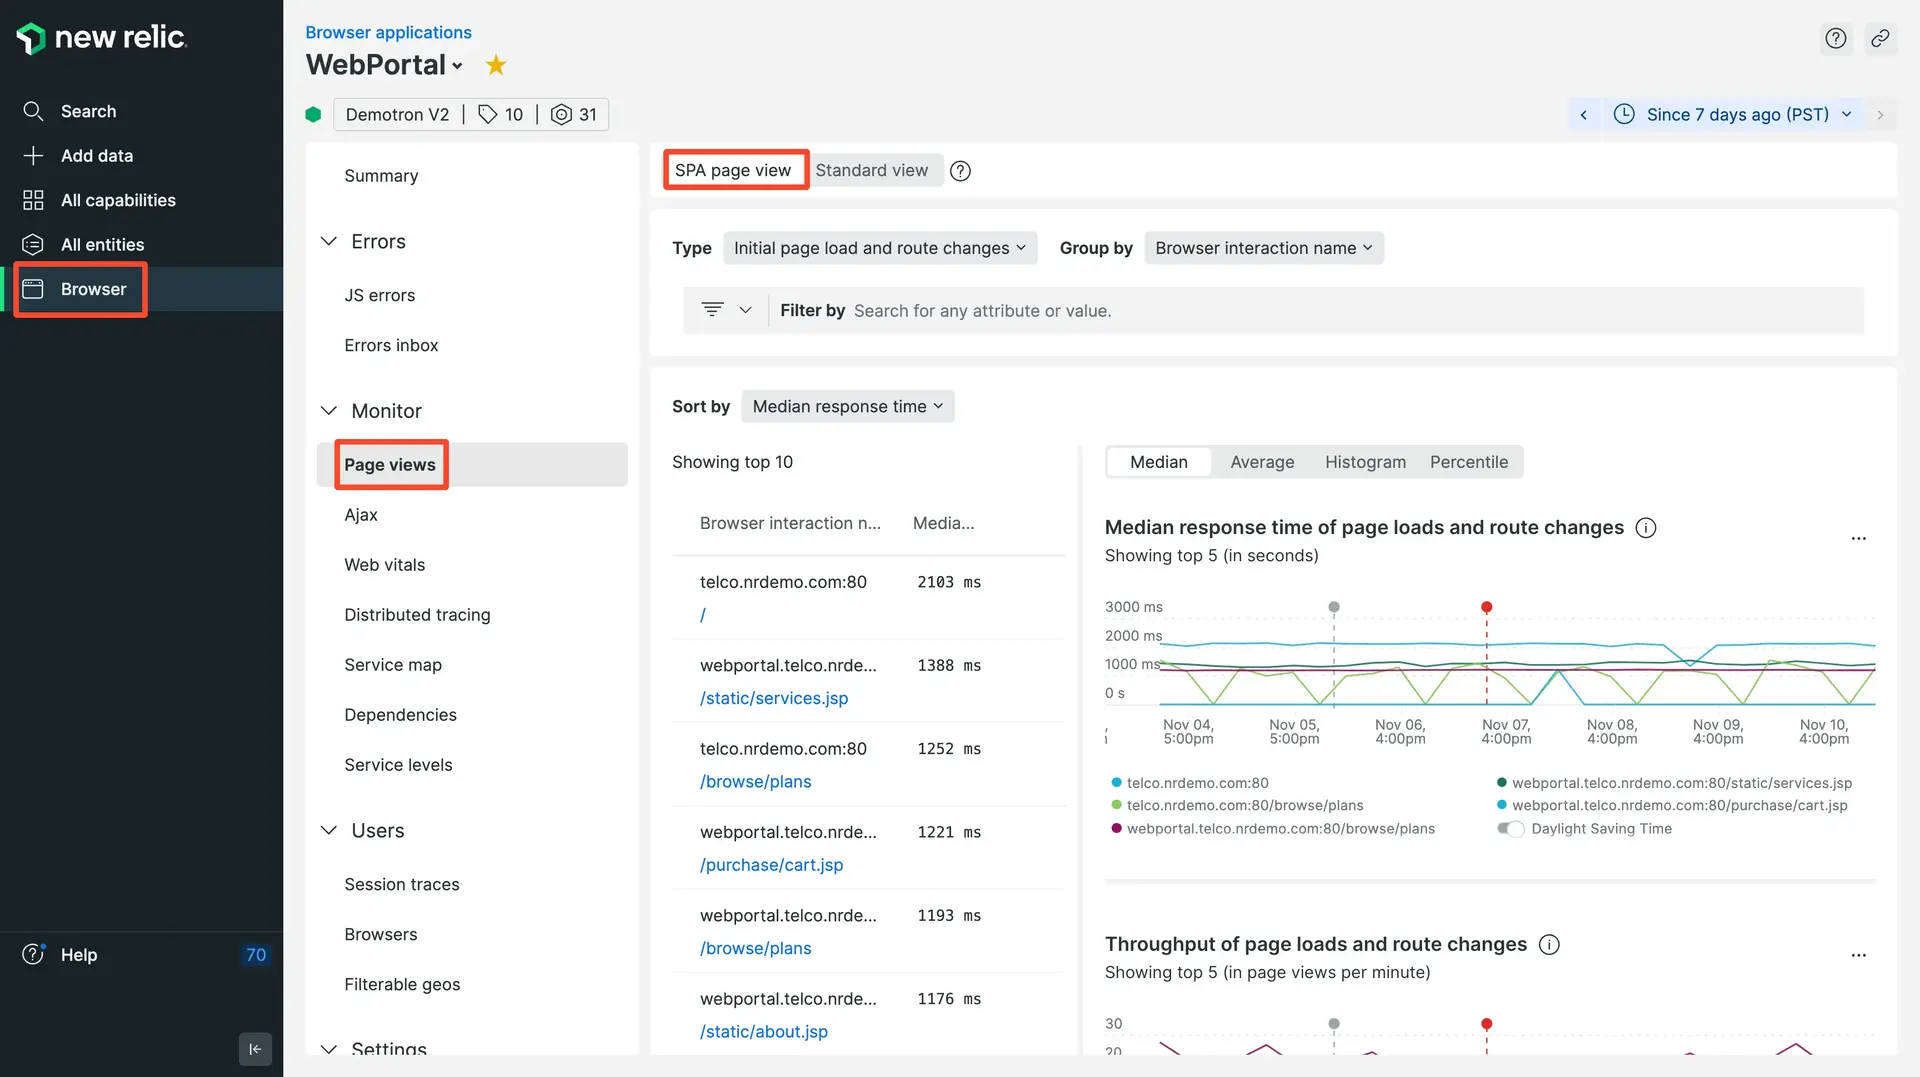 new relic.
Search
Add data
All capabilities
All entities
Browser
Help
70
Browser applications
WebPortal
Demotron V2
10
31
Since 7 days ago (PST)
Summary
Errors
JS errors
Errors inbox
Monitor
Page views
Ajax
Web vitals
Distributed tracing
Service map
Dependencies
Service levels
Users
Session traces
Browsers
Filterable geos
Settings
SPA page view
Standard view
Type
Initial page load and route changes
Group by
Browser interaction name
Filter by
Search for any attribute or value.
Sort by
Median response time
Showing top 10
Browser interaction n...
Media...
telco.nrdemo.com:80
2103 ms
/
webportal.telco.nrde...
1388 ms
/static/services.jsp
telco.nrdemo.com:80
1252 ms
/browse/plans
webportal.telco.nrde...
1221 ms
/purchase/cart.jsp
webportal.telco.nrde...
1193 ms
/browse/plans
webportal.telco.nrde...
1176 ms
/static/about.jsp
Median
Average
Histogram
Percentile
Median response time of page loads and route changes
Showing top 5 (in seconds)
3000 ms
2000 ms
1000 ms
0 s
Nov 04,
5:00pm
Nov 05,
5:00pm
Nov 06,
4:00pm
Nov 07,
4:00pm
Nov 08,
4:00pm
Nov 09,
4:00pm
Nov 10,
4:00pm
telco.nrdemo.com:80
webportal.telco.nrdemo.com:80/static/services.jsp
telco.nrdemo.com:80/browse/plans
webportal.telco.nrdemo.com:80/purchase/cart.jsp
webportal.telco.nrdemo.com:80/browse/plans
Daylight Saving Time
Throughput of page loads and route changes
Showing top 5 (in page views per minute)
30
20